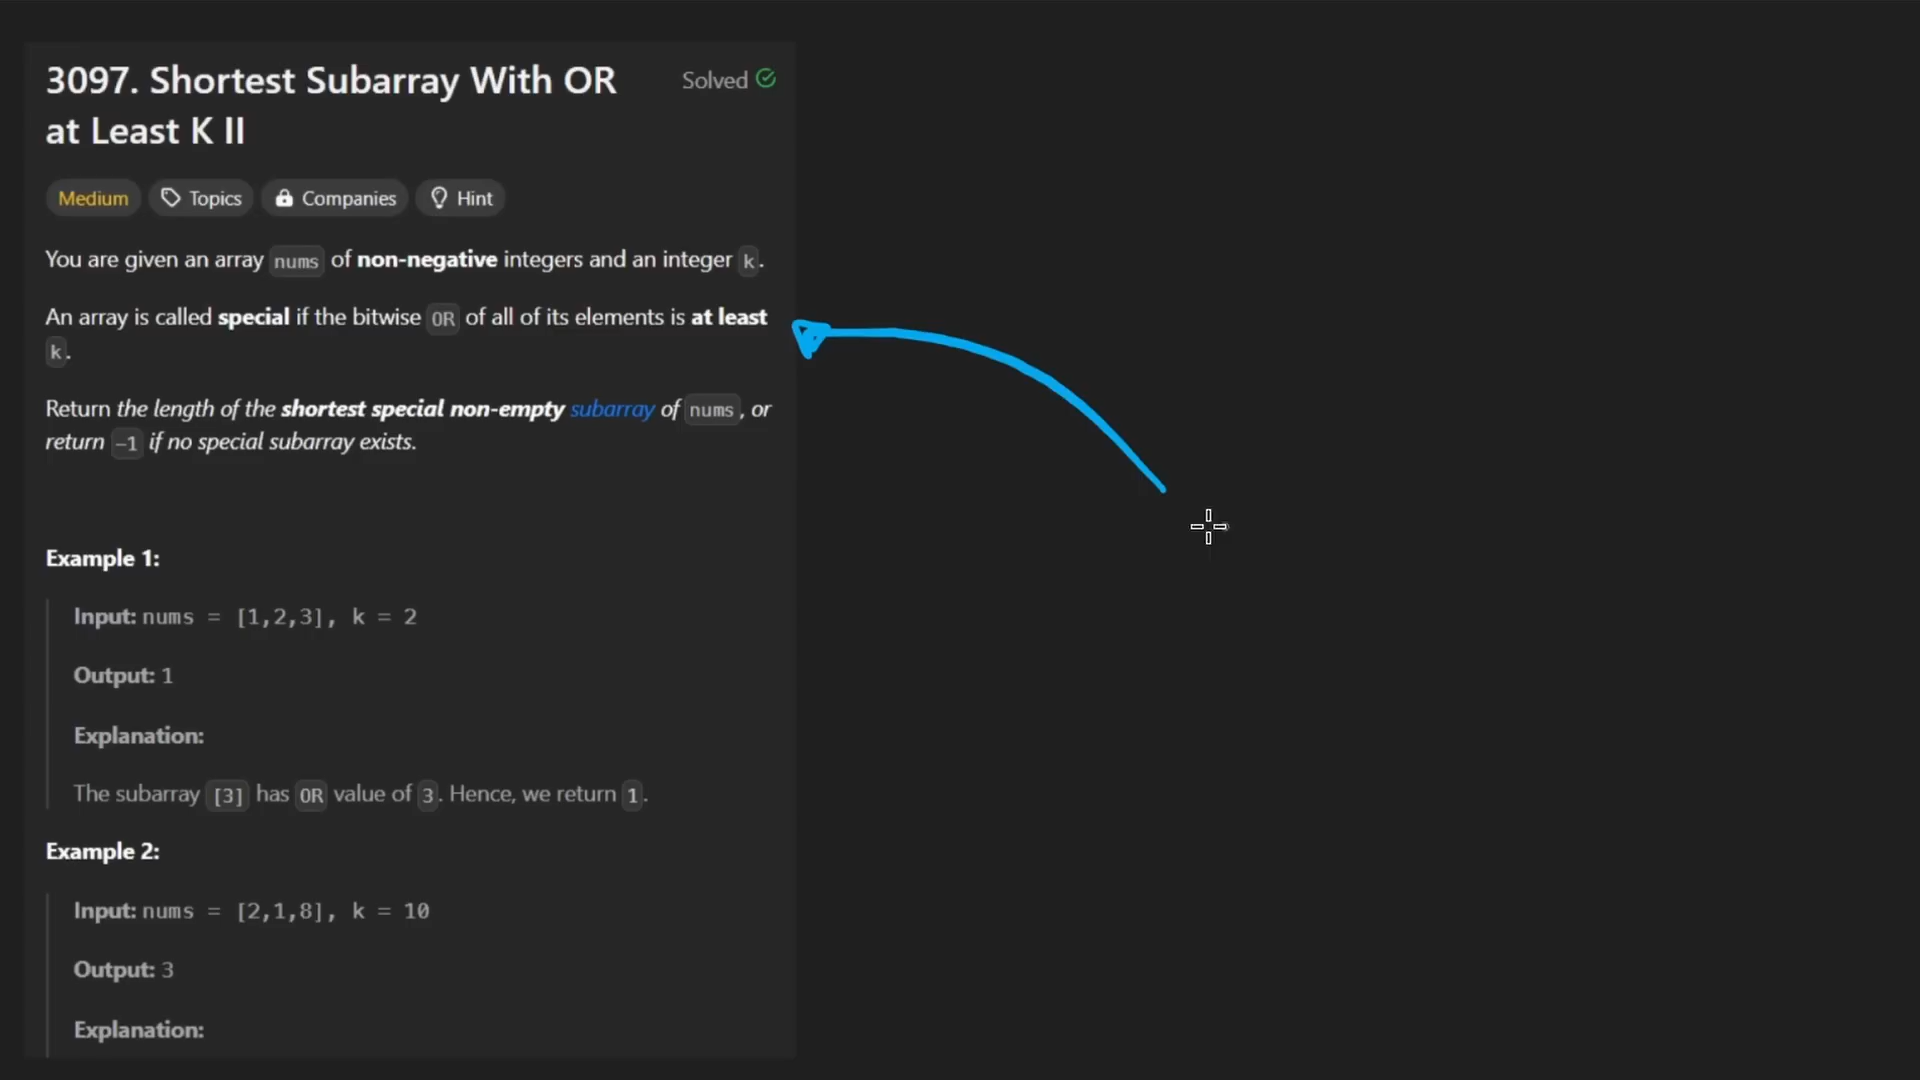 3097. Shortest Subarray With OR
at Least K II
Solved
Medium Topics Companies Hint
You are given an array nums of non-negative integers and an integer k.
An array is called special if the bitwise OR of all of its elements is at least
k.
Return the length of the shortest special non-empty subarray of nums, or
return -1 if no special subarray exists.
Example 1:
Input: nums = [1,2,3], k = 2
Output: 1
Explanation:
The subarray [3] has OR value of 3. Hence, we return 1.
Example 2:
Input: nums = [2,1,8], k = 10
Output: 3
Explanation: